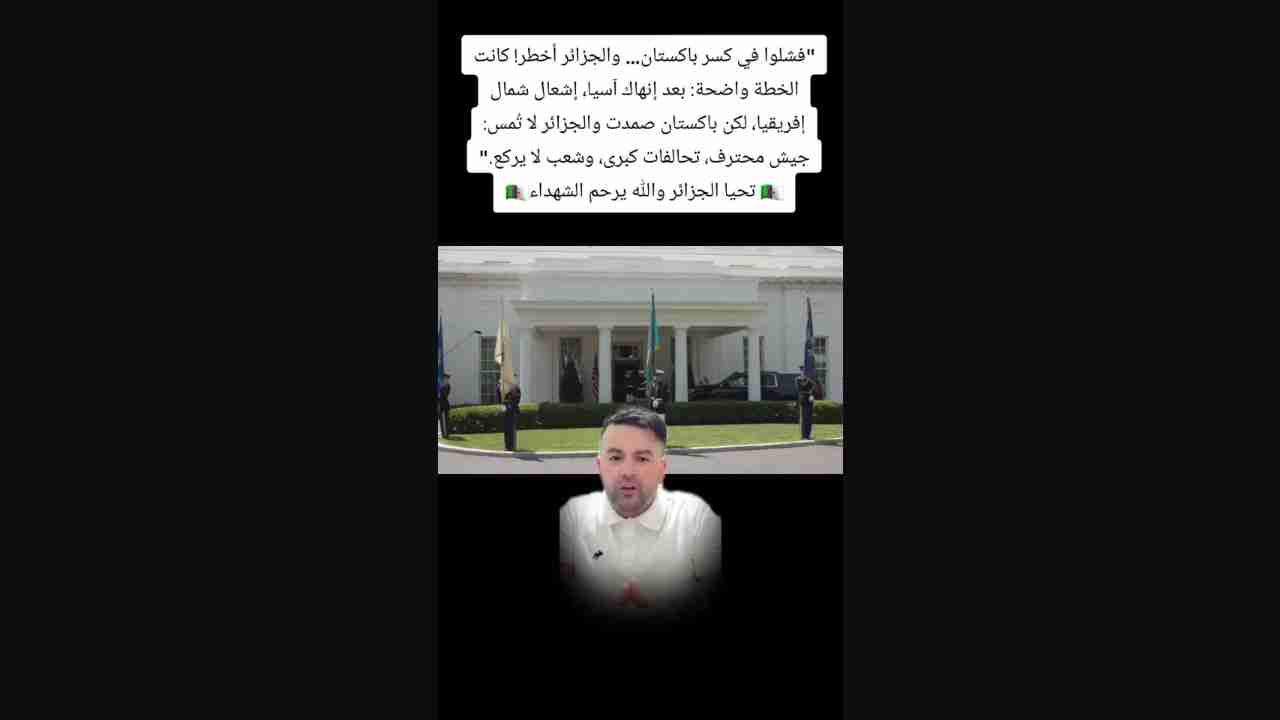 "فشلوا في كسر باكستان... والجزائر أخطر! كانت
الخطة واضحة: بعد إنهاك آسيا، إشعال شمال
إفريقيا، لكن باكستان صمدت والجزائر لا تُمس:
جيش محترف، تحالفات كبرى، وشعب لا يركع."
🇩🇿 تحيا الجزائر والله يرحم الشهداء 🇩🇿